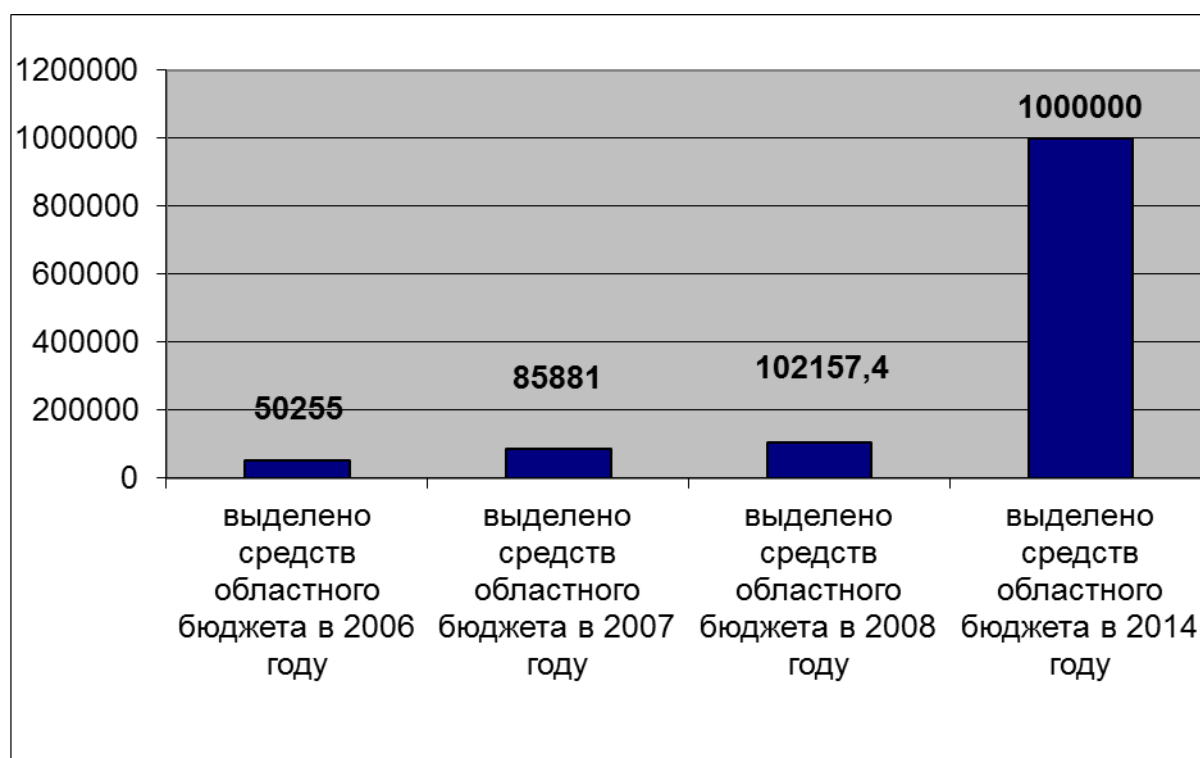 1200000
1000000
800000
600000
400000
200000
0
50255
85881
102157,4
1000000
выделено
средств
областного
бюджета в 2006
году
выделено
средств
областного
бюджета в 2007
году
выделено
средств
областного
бюджета в 2008
году
выделено
средств
областного
бюджета в 2014
году